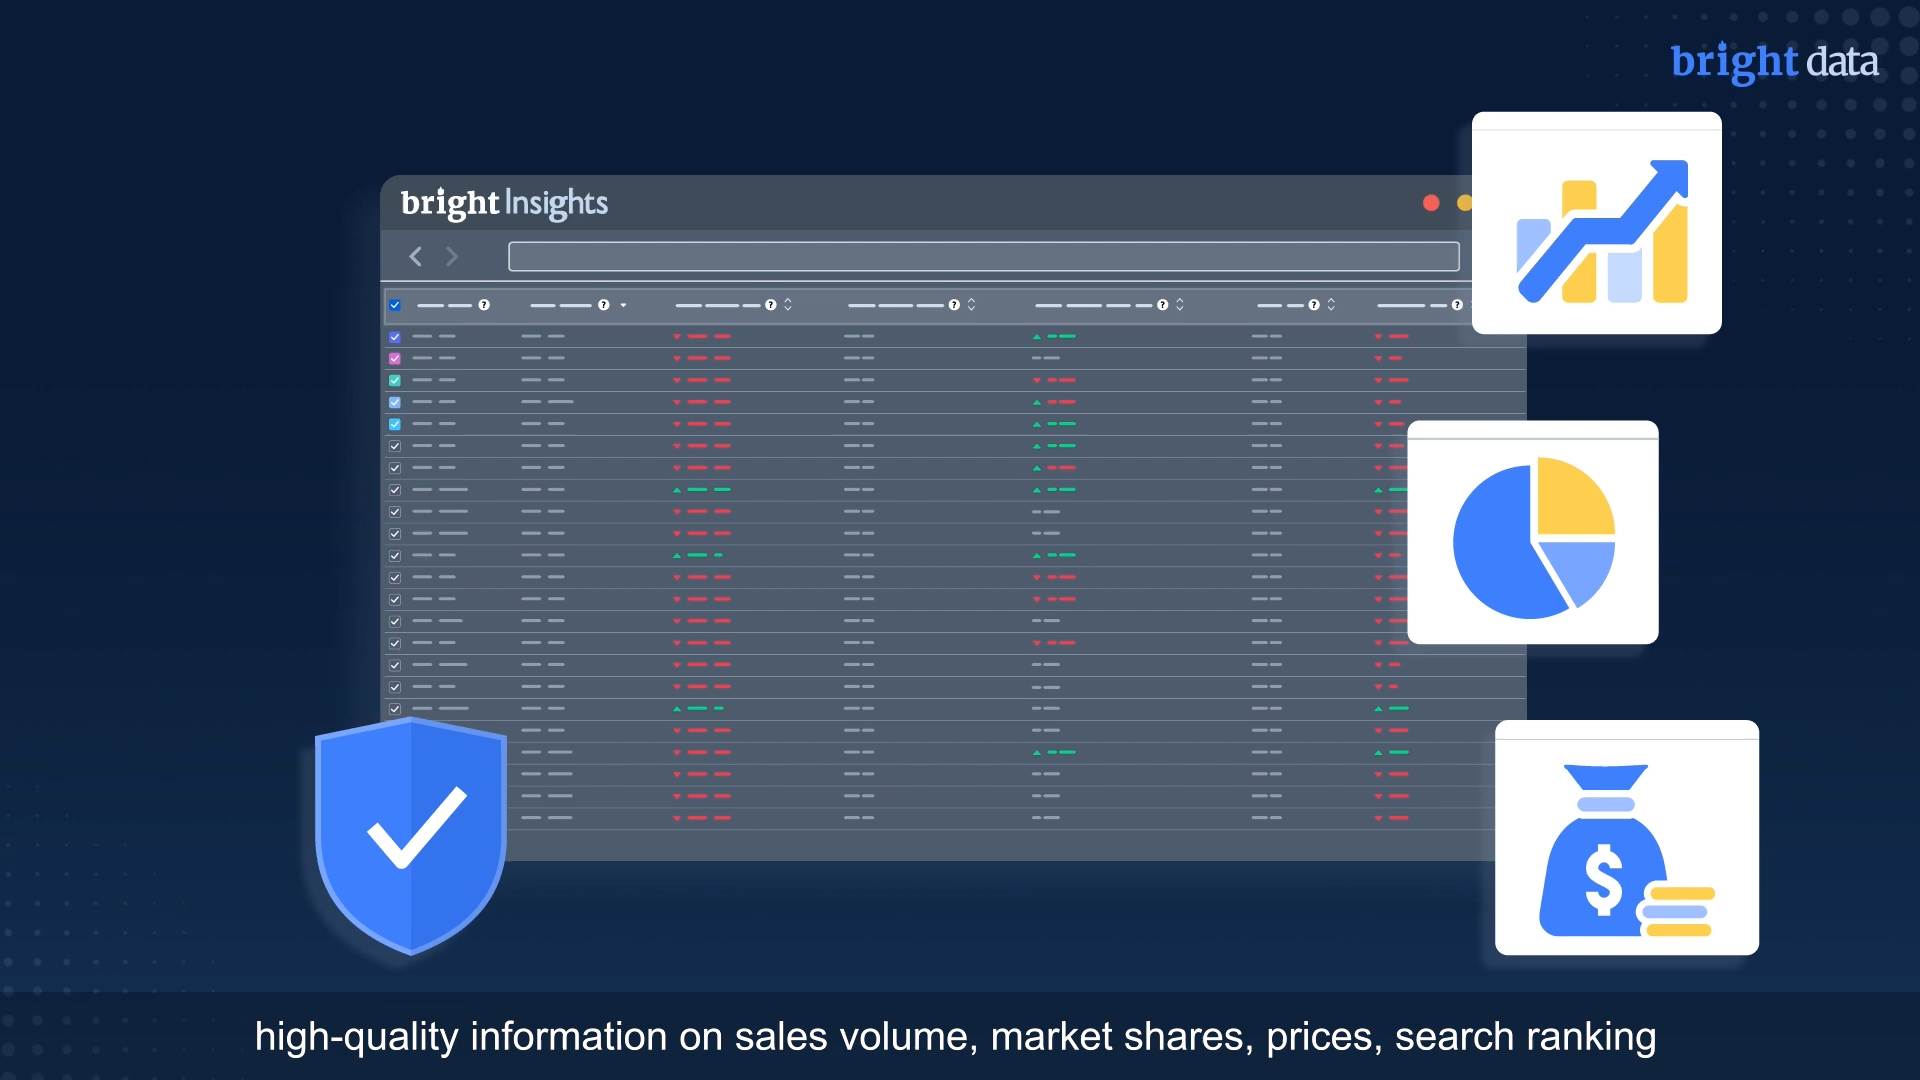 bright data
bright Insights
$
high-quality information on sales volume, market shares, prices, search ranking